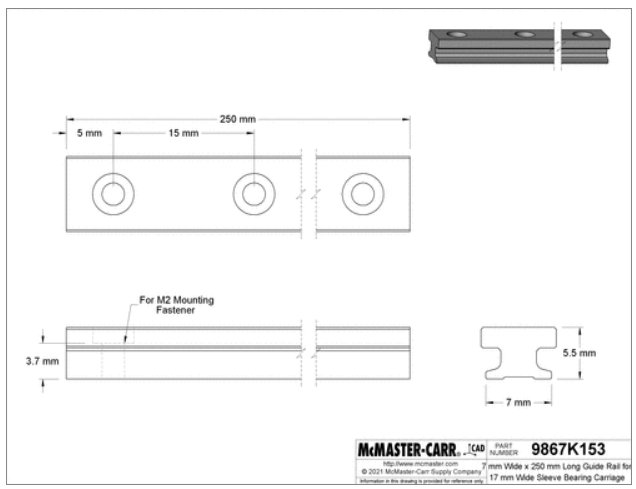 250 mm
5 mm
15 mm
For M2 Mounting
Fastener
3.7 mm
5.5 mm
7 mm
McMASTER-CARR® CAD
http://www.mcmaster.com
© 2021 McMaster-Carr Supply Company
Information in this drawing is provided for reference only.
PART
NUMBER
9867K153
7 mm Wide x 250 mm Long Guide Rail for
17 mm Wide Sleeve Bearing Carriage